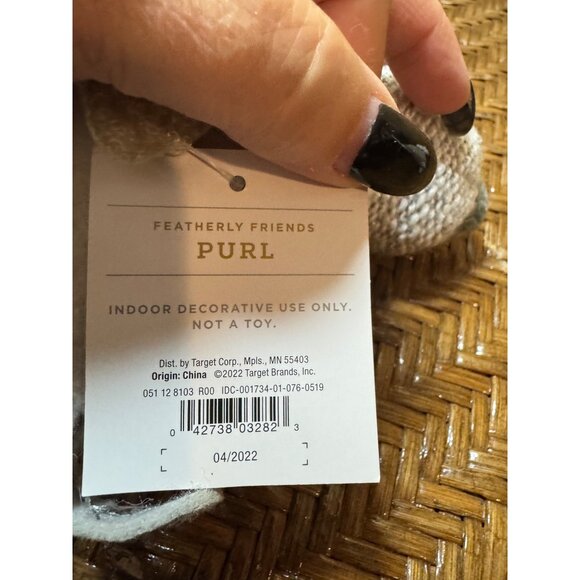 FEATHERLY FRIENDS
PURL
INDOOR DECORATIVE USE ONLY.
NOT A TOY.
Dist. by Target Corp., Mpls., MN 55403
Origin: China ©2022 Target Brands, Inc.
051 12 8103 R00 IDC-001734-01-076-0519
0 42738 03282 3
04/2022